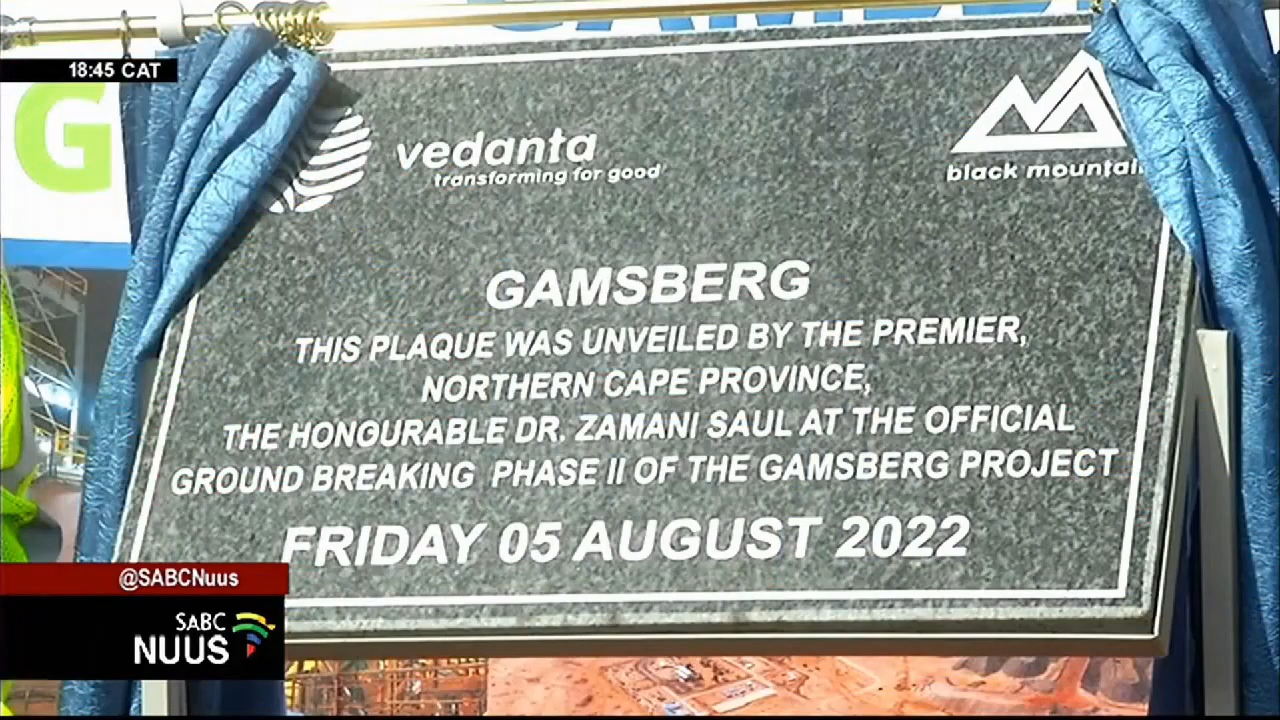 18:45 CAT
G
vedanta
transforming for good
black mountain
GAMSBERG
THIS PLAQUE WAS UNVEILED BY THE PREMIER,
NORTHERN CAPE PROVINCE,
THE HONOURABLE DR. ZAMANI SAUL AT THE OFFICIAL
GROUND BREAKING PHASE II OF THE GAMSBERG PROJECT
FRIDAY 05 AUGUST 2022
@SABCNuus
SABC
NUUS